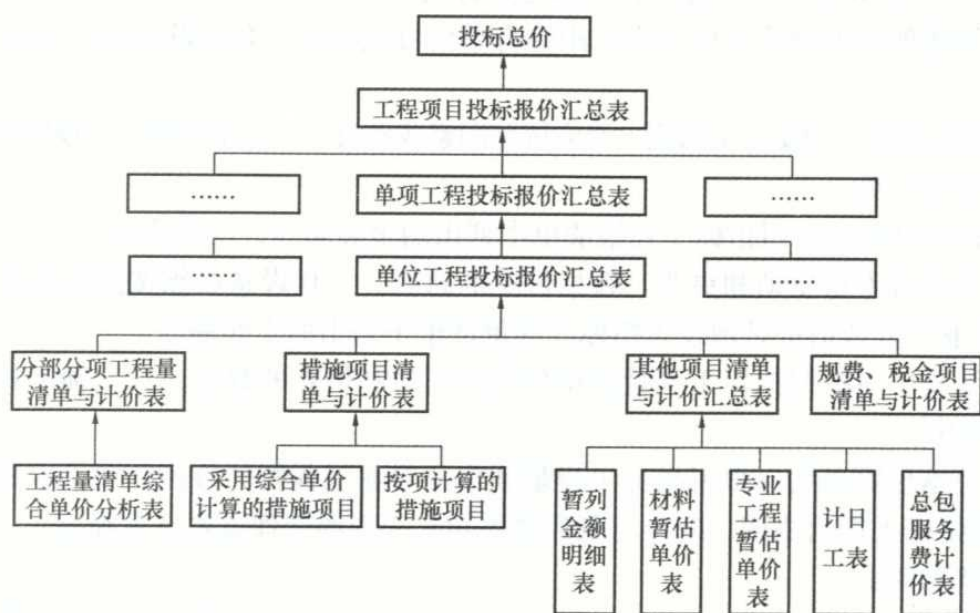 投标总价
工程项目投标报价汇总表
……
单项工程投标报价汇总表
……
……
单位工程投标报价汇总表
……
分部分项工程量
清单与计价表
措施项目清
单与计价表
其他项目清单
与计价汇总表
规费、税金项目
清单与计价表
工程量清单综
合单价分析表
采用综合单价
计算的措施项目
按项计算的
措施项目
暂列
金额
明细
表
材料
暂估
单价
表
专业
工程
暂估
单价
表
计日
工表
总包
服务
费计
价表